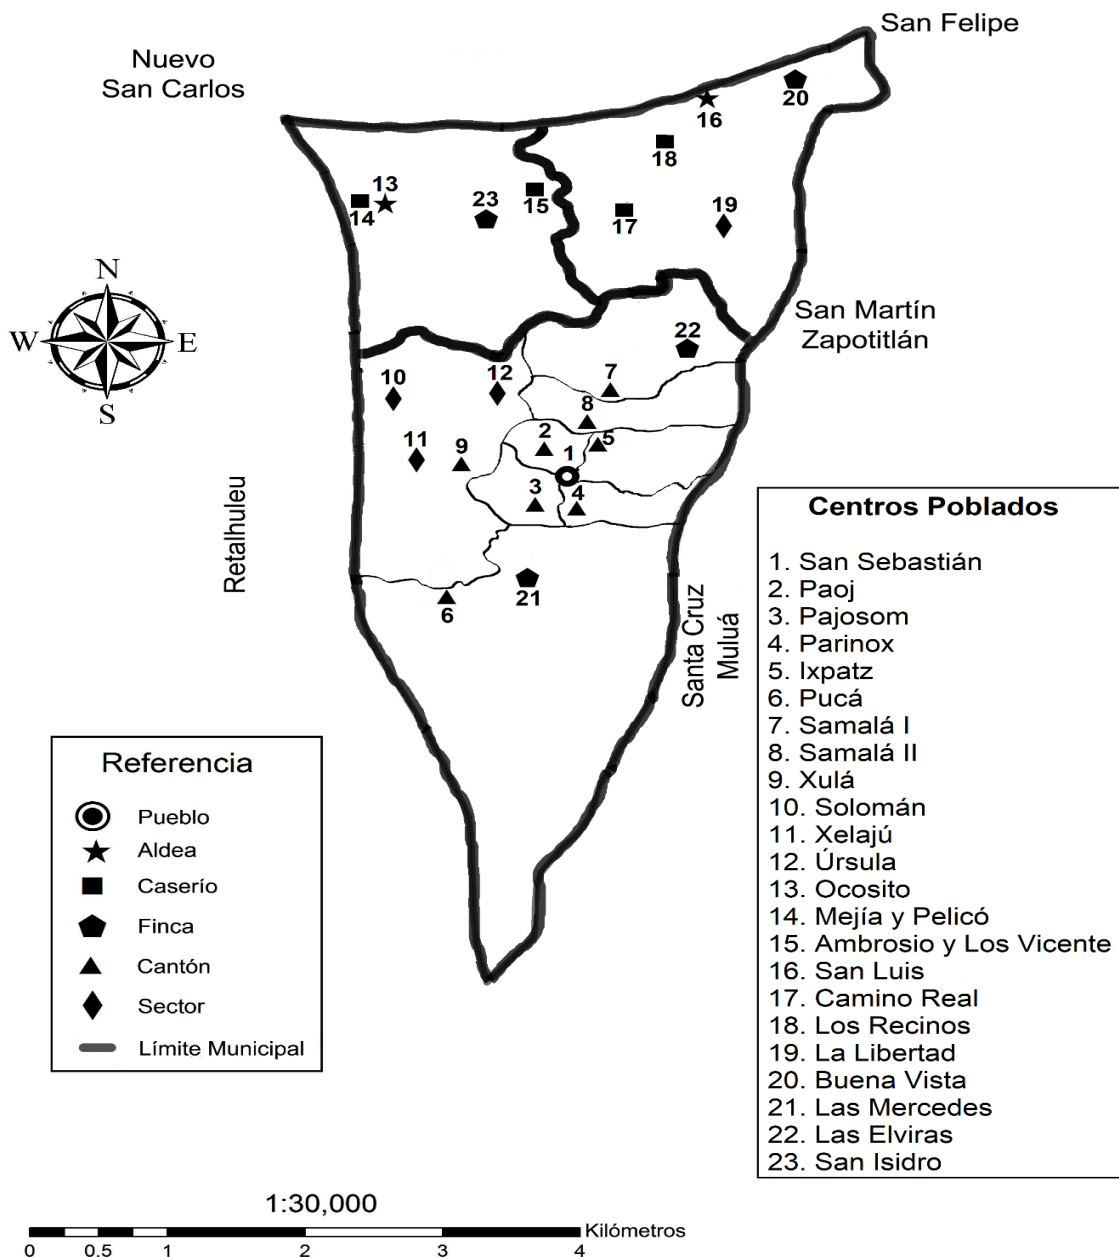 San Felipe
Nuevo
San Carlos
20
16
18
13
14
23
15
17
19
N
W E
S
San Martín
Zapotitlán
22
10
12
7
8
11
9
2
1
5
3
4
6
21
Retalhuleu
Santa Cruz
Muluá
Centros Poblados
1. San Sebastián
2. Paoj
3. Pajosom
4. Parinox
5. Ixpatz
6. Pucá
7. Samalá I
8. Samalá II
9. Xulá
10. Solomán
11. Xelajú
12. Úrsula
13. Ocosito
14. Mejía y Pelicó
15. Ambrosio y Los Vicente
16. San Luis
17. Camino Real
18. Los Recinos
19. La Libertad
20. Buena Vista
21. Las Mercedes
22. Las Elviras
23. San Isidro
Referencia
Pueblo
Aldea
Caserío
Finca
Cantón
Sector
Límite Municipal
1:30,000
Kilómetros
0 0.5 1 2 3 4